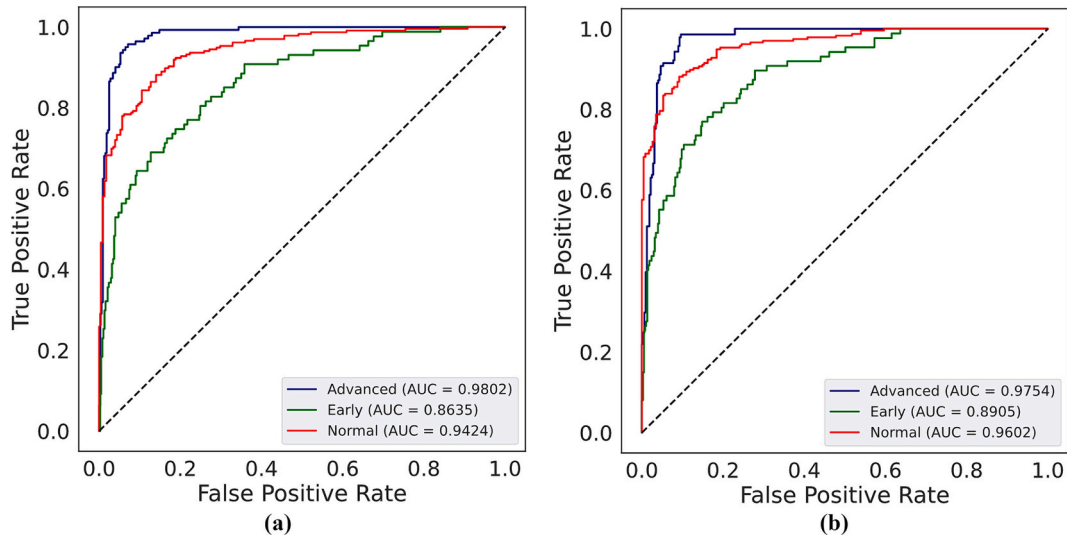 1.0
0.8
0.6
0.4
0.2
0.0
True Positive Rate
Advanced (AUC = 0.9802)
Early (AUC = 0.8635)
Normal (AUC = 0.9424)
0.0 0.2 0.4 0.6 0.8 1.0
False Positive Rate
(a)
1.0
0.8
0.6
0.4
0.2
0.0
True Positive Rate
Advanced (AUC = 0.9754)
Early (AUC = 0.8905)
Normal (AUC = 0.9602)
0.0 0.2 0.4 0.6 0.8 1.0
False Positive Rate
(b)